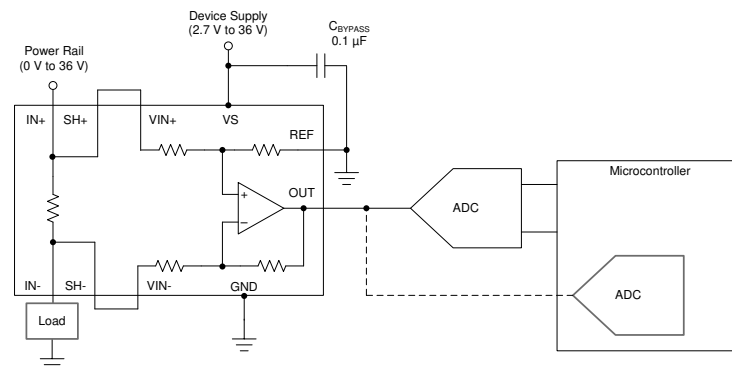 Device Supply
(2.7 V to 36 V)
CBYPASS
0.1 µF
Power Rail
(0 V to 36 V)
IN+
SH+
VIN+
VS
REF
Microcontroller
+
OUT
ADC
−
IN-
SH-
VIN-
GND
ADC
Load